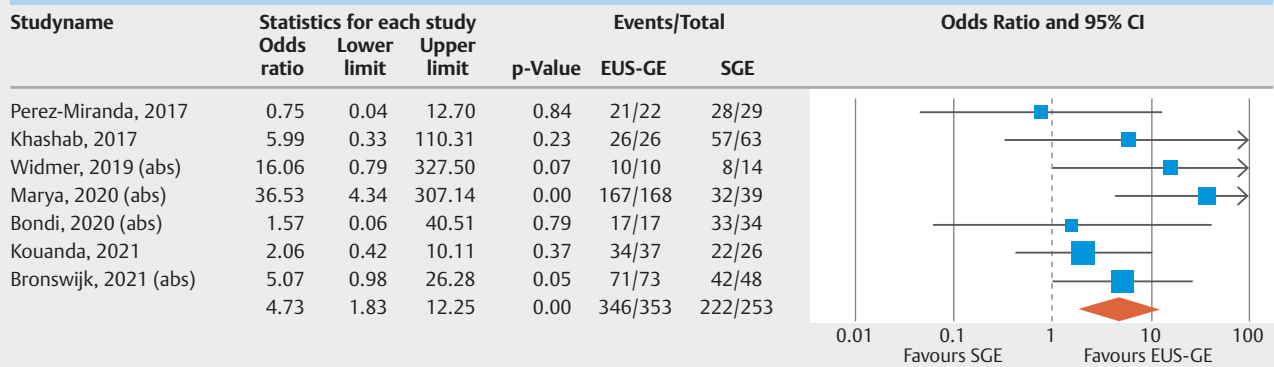 Studyname Statistics for each study Events/Total Odds Ratio and 95% CI
Odds ratio Lower limit Upper limit p-Value EUS-GE SGE
Perez-Miranda, 2017 0.75 0.04 12.70 0.84 21/22 28/29
Khashab, 2017 5.99 0.33 110.31 0.23 26/26 57/63
Widmer, 2019 (abs) 16.06 0.79 327.50 0.07 10/10 8/14
Marya, 2020 (abs) 36.53 4.34 307.14 0.00 167/168 32/39
Bondi, 2020 (abs) 1.57 0.06 40.51 0.79 17/17 33/34
Kouanda, 2021 2.06 0.42 10.11 0.37 34/37 22/26
Bronswijk, 2021 (abs) 5.07 0.98 26.28 0.05 71/73 42/48
4.73 1.83 12.25 0.00 346/353 222/253
0.01 0.1 1 10 100
Favours SGE Favours EUS-GE